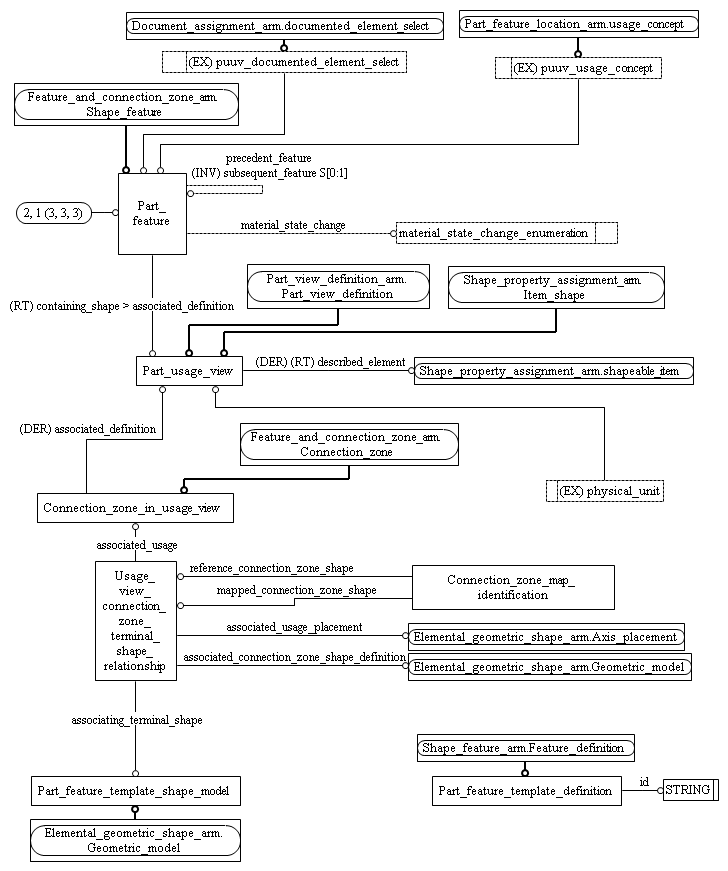 Document_assignment_arm.documented_element_select
Part_feature_location_arm.usage_concept
(EX) puuv_documented_element_select
(EX) puuv_usage_concept
Feature_and_connection_zone_arm.
Shape_feature
precedent_feature
(INV) subsequent_feature S[0:1]
2, 1 (3, 3, 3)
Part_
feature
material_state_change
material_state_change_enumeration
Part_view_definition_arm.
Part_view_definition
Shape_property_assignment_arm.
Item_shape
(RT) containing_shape > associated_definition
Part_usage_view
(DER) (RT) described_element
Shape_property_assignment_arm.shapeable_item
(DER) associated_definition
Feature_and_connection_zone_arm.
Connection_zone
(EX) physical_unit
Connection_zone_in_usage_view
associated_usage
Usage_
view_
connection_
zone_
terminal_
shape_
relationship
reference_connection_zone_shape
mapped_connection_zone_shape
Connection_zone_map_
identification
associated_usage_placement
Elemental_geometric_shape_arm.Axis_placement
associated_connection_zone_shape_definition
Elemental_geometric_shape_arm.Geometric_model
associating_terminal_shape
Shape_feature_arm.Feature_definition
Part_feature_template_shape_model
Part_feature_template_definition
id
STRING
Elemental_geometric_shape_arm.
Geometric_model